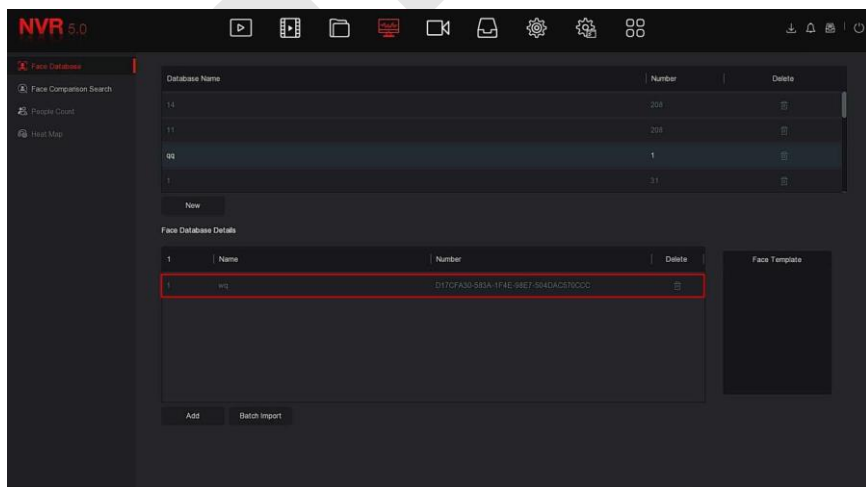 NVR 5.0
Face Database
Face Comparison Search
People Count
Heat Map
Database Name Number Delete
14 208
11 208
qq 1
1 31
New
Face Database Details
1 Name Number Delete
1 wq D17CFA30-583A-1F4E-98E7-504DAC570CCC
Face Template
Add Batch Import